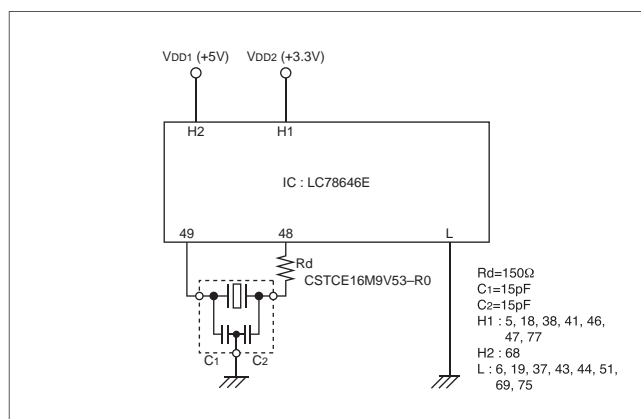 VDD1 (+5V)
VDD2 (+3.3V)
H2
H1
IC : LC78646E
49
48
L
Rd
CSTCE16M9V53–R0
C1
C2
Rd=150Ω
C1=15pF
C2=15pF
H1 : 5, 18, 38, 41, 46,
47, 77
H2 : 68
L : 6, 19, 37, 43, 44, 51,
69, 75